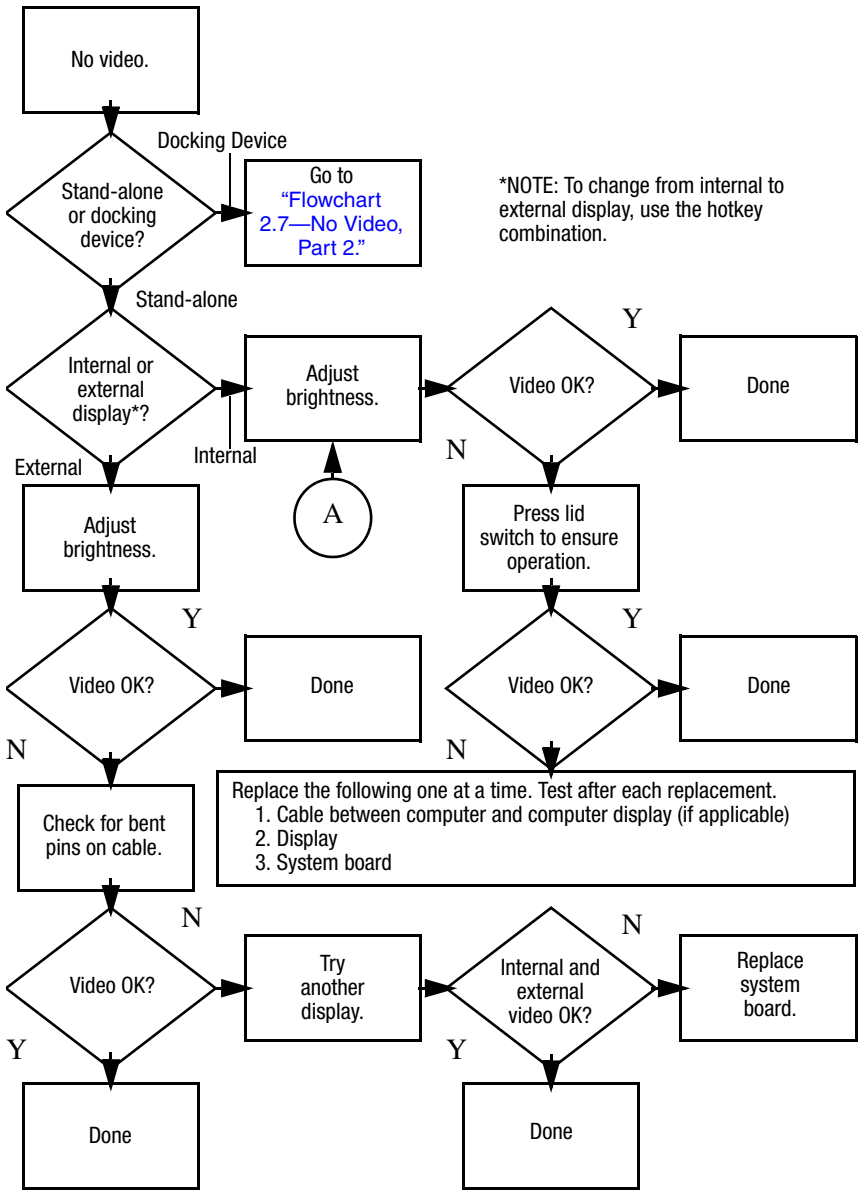 No video.
Docking Device
Stand-alone
or docking
device?
Go to
“Flowchart
2.7—No Video,
Part 2.”
*NOTE: To change from internal to
external display, use the hotkey
combination.
Stand-alone
Internal or
external
display*?
Adjust
brightness.
Video OK?
Y
Done
External
Internal
N
A
Adjust
brightness.
Press lid
switch to ensure
operation.
Y
Video OK?
Done
Y
Video OK?
Done
N
N
Check for bent
pins on cable.
Replace the following one at a time. Test after each replacement.
1. Cable between computer and computer display (if applicable)
2. Display
3. System board
N
Video OK?
Try
another
display.
Internal and
external
video OK?
N
Replace
system
board.
Y
Y
Done
Done